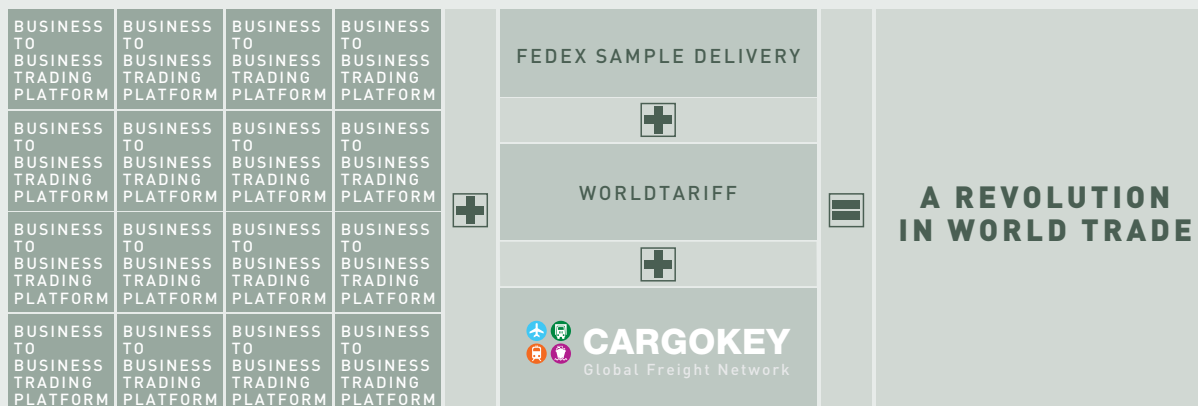 BUSINESS
TO
BUSINESS
TRADING
PLATFORM
BUSINESS
TO
BUSINESS
TRADING
PLATFORM
BUSINESS
TO
BUSINESS
TRADING
PLATFORM
BUSINESS
TO
BUSINESS
TRADING
PLATFORM
BUSINESS
TO
BUSINESS
TRADING
PLATFORM
BUSINESS
TO
BUSINESS
TRADING
PLATFORM
BUSINESS
TO
BUSINESS
TRADING
PLATFORM
BUSINESS
TO
BUSINESS
TRADING
PLATFORM
BUSINESS
TO
BUSINESS
TRADING
PLATFORM
BUSINESS
TO
BUSINESS
TRADING
PLATFORM
BUSINESS
TO
BUSINESS
TRADING
PLATFORM
BUSINESS
TO
BUSINESS
TRADING
PLATFORM
BUSINESS
TO
BUSINESS
TRADING
PLATFORM
BUSINESS
TO
BUSINESS
TRADING
PLATFORM
BUSINESS
TO
BUSINESS
TRADING
PLATFORM
BUSINESS
TO
BUSINESS
TRADING
PLATFORM
+
FEDEX SAMPLE DELIVERY
+
WORLDTARIFF
+
CARGOKEY
Global Freight Network
=
A REVOLUTION
IN WORLD TRADE